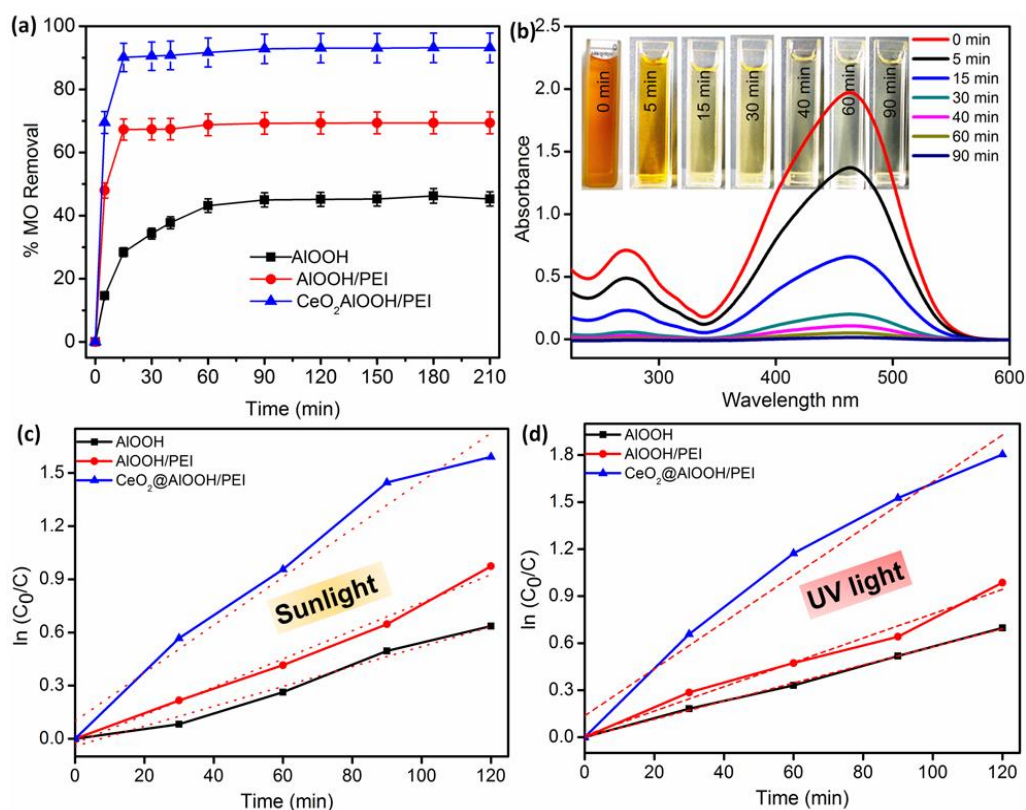 (a)
100
80
60
40
20
0
% MO Removal
AlOOH
AlOOH/PEI
CeO₂AlOOH/PEI
0 30 60 90 120 150 180 210
Time (min)
(b)
2.5
2.0
1.5
1.0
0.5
0.0
Absorbance
0 min
5 min
15 min
30 min
40 min
60 min
90 min
0 min
5 min
15 min
30 min
40 min
60 min
90 min
300 400 500 600
Wavelength nm
(c)
1.5
1.2
0.9
0.6
0.3
0.0
ln (C₀/C)
AlOOH
AlOOH/PEI
CeO₂@AlOOH/PEI
Sunlight
0 20 40 60 80 100 120
Time (min)
(d)
1.8
1.5
1.2
0.9
0.6
0.3
0.0
ln (C₀/C)
AlOOH
AlOOH/PEI
CeO₂@AlOOH/PEI
UV light
0 20 40 60 80 100 120
Time (min)